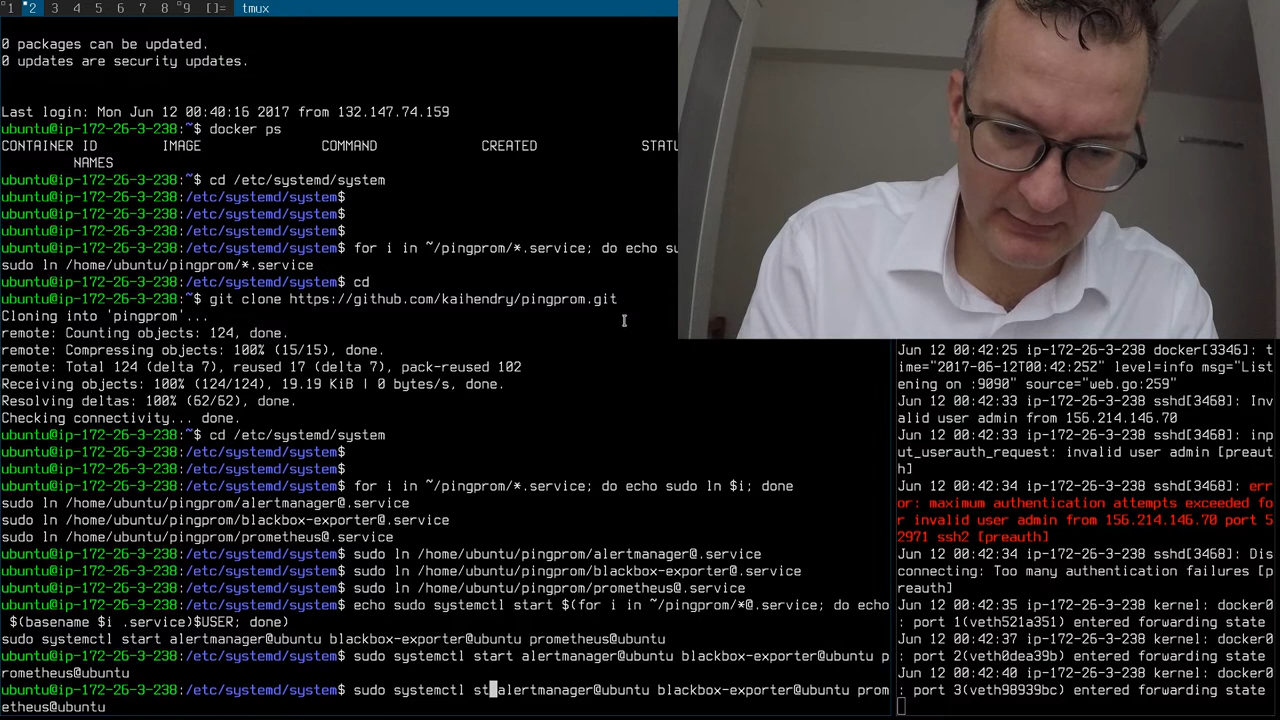 1 2 3 4 5 6 7 8 9 []= tmux
0 packages can be updated.
0 updates are security updates.
Last login: Mon Jun 12 00:40:15 2017 from 132.147.74.159
ubuntu@ip-172-26-3-238:~$ docker ps
CONTAINER ID IMAGE COMMAND CREATED STATU
NAMES
ubuntu@ip-172-26-3-238:~$ cd /etc/systemd/system
ubuntu@ip-172-26-3-238:/etc/systemd/system$
ubuntu@ip-172-26-3-238:/etc/systemd/system$
ubuntu@ip-172-26-3-238:/etc/systemd/system$
ubuntu@ip-172-26-3-238:/etc/systemd/system$ for i in ~/pingprom/*.service; do echo su
sudo ln /home/ubuntu/pingprom/*.service
ubuntu@ip-172-26-3-238:/etc/systemd/system$ cd
ubuntu@ip-172-26-3-238:~$ git clone https://github.com/kaihendry/pingprom.git
Cloning into 'pingprom'...
remote: Counting objects: 124, done.
remote: Compressing objects: 100% (15/15), done.
remote: Total 124 (delta 7), reused 17 (delta 7), pack-reused 102
Receiving objects: 100% (124/124), 19.19 KiB | 0 bytes/s, done.
Resolving deltas: 100% (62/62), done.
Checking connectivity... done.
ubuntu@ip-172-26-3-238:~$ cd /etc/systemd/system
ubuntu@ip-172-26-3-238:/etc/systemd/system$
ubuntu@ip-172-26-3-238:/etc/systemd/system$
ubuntu@ip-172-26-3-238:/etc/systemd/system$ for i in ~/pingprom/*.service; do echo sudo ln $i; done
sudo ln /home/ubuntu/pingprom/alertmanager@.service
sudo ln /home/ubuntu/pingprom/blackbox-exporter@.service
sudo ln /home/ubuntu/pingprom/prometheus@.service
ubuntu@ip-172-26-3-238:/etc/systemd/system$ sudo ln /home/ubuntu/pingprom/alertmanager@.service
ubuntu@ip-172-26-3-238:/etc/systemd/system$ sudo ln /home/ubuntu/pingprom/blackbox-exporter@.service
ubuntu@ip-172-26-3-238:/etc/systemd/system$ sudo ln /home/ubuntu/pingprom/prometheus@.service
ubuntu@ip-172-26-3-238:/etc/systemd/system$ echo sudo systemctl start $(for i in ~/pingprom/*@.service; do echo
$(basename $i .service)$USER; done)
sudo systemctl start alertmanager@ubuntu blackbox-exporter@ubuntu prometheus@ubuntu
ubuntu@ip-172-26-3-238:/etc/systemd/system$ sudo systemctl start alertmanager@ubuntu blackbox-exporter@ubuntu p
rometheus@ubuntu
ubuntu@ip-172-26-3-238:/etc/systemd/system$ sudo systemctl st alertmanager@ubuntu blackbox-exporter@ubuntu prom
etheus@ubuntu
Jun 12 00:42:25 ip-172-26-3-238 docker[3346]: t
ime="2017-06-12T00:42:25Z" level=info msg="List
ening on :9090" source="web.go:259"
Jun 12 00:42:33 ip-172-26-3-238 sshd[3468]: Inv
alid user admin from 156.214.146.70
Jun 12 00:42:33 ip-172-26-3-238 sshd[3468]: inp
ut_userauth_request: invalid user admin [preaut
h]
Jun 12 00:42:34 ip-172-26-3-238 sshd[3468]: err
or: maximum authentication attempts exceeded fo
r invalid user admin from 156.214.146.70 port 5
2971 ssh2 [preauth]
Jun 12 00:42:34 ip-172-26-3-238 sshd[3468]: Dis
connecting: Too many authentication failures [p
reauth]
Jun 12 00:42:35 ip-172-26-3-238 kernel: docker0
: port 1(veth521a351) entered forwarding state
Jun 12 00:42:37 ip-172-26-3-238 kernel: docker0
: port 2(veth0dea39b) entered forwarding state
Jun 12 00:42:40 ip-172-26-3-238 kernel: docker0
: port 3(veth98939bc) entered forwarding state